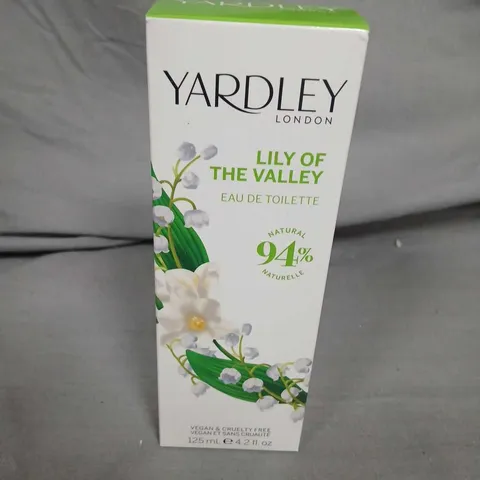 YARDLEY
YARDLEY
LONDON
LILY OF
THE VALLEY
EAU DE TOILETTE
NATURAL
94%
NATURELLE
VEGAN & CRUELTY FREE
VEGAN ET SANS CRUAUTÉ
125 mL ℮ 4.2 fl. oz